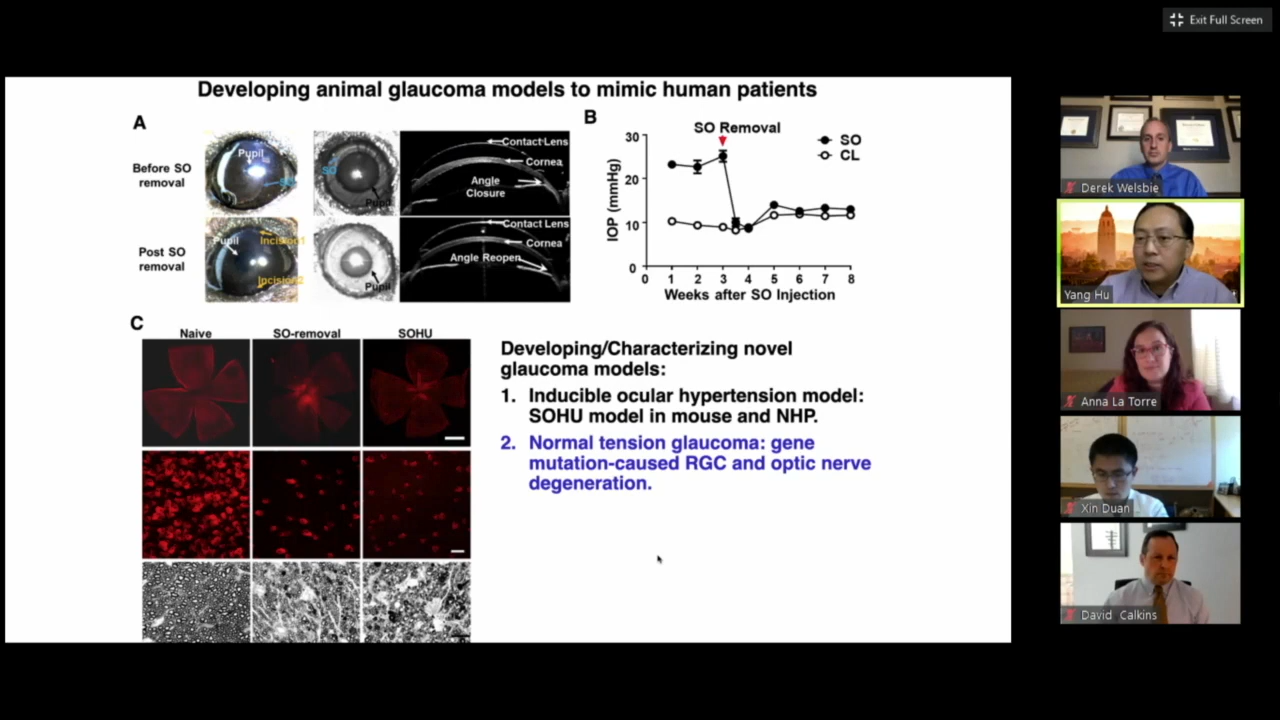 Exit Full Screen
Developing animal glaucoma models to mimic human patients
A
Before SO
removal
Post SO
removal
Pupil
SO
SO
Pupil
Contact Lens
Cornea
Angle
Closure
Pupil
Incision1
Incision2
Pupil
Contact Lens
Cornea
Angle Reopen
B
SO Removal
SO
CL
IOP (mmHg)
30
20
10
0
0 1 2 3 4 5 6 7 8
Weeks after SO Injection
C
Naive SO-removal SOHU
Developing/Characterizing novel
glaucoma models:
1. Inducible ocular hypertension model:
SOHU model in mouse and NHP.
2. Normal tension glaucoma: gene
mutation-caused RGC and optic nerve
degeneration.
Derek Welsbie
Yang Hu
Anna La Torre
Xin Duan
David Calkins